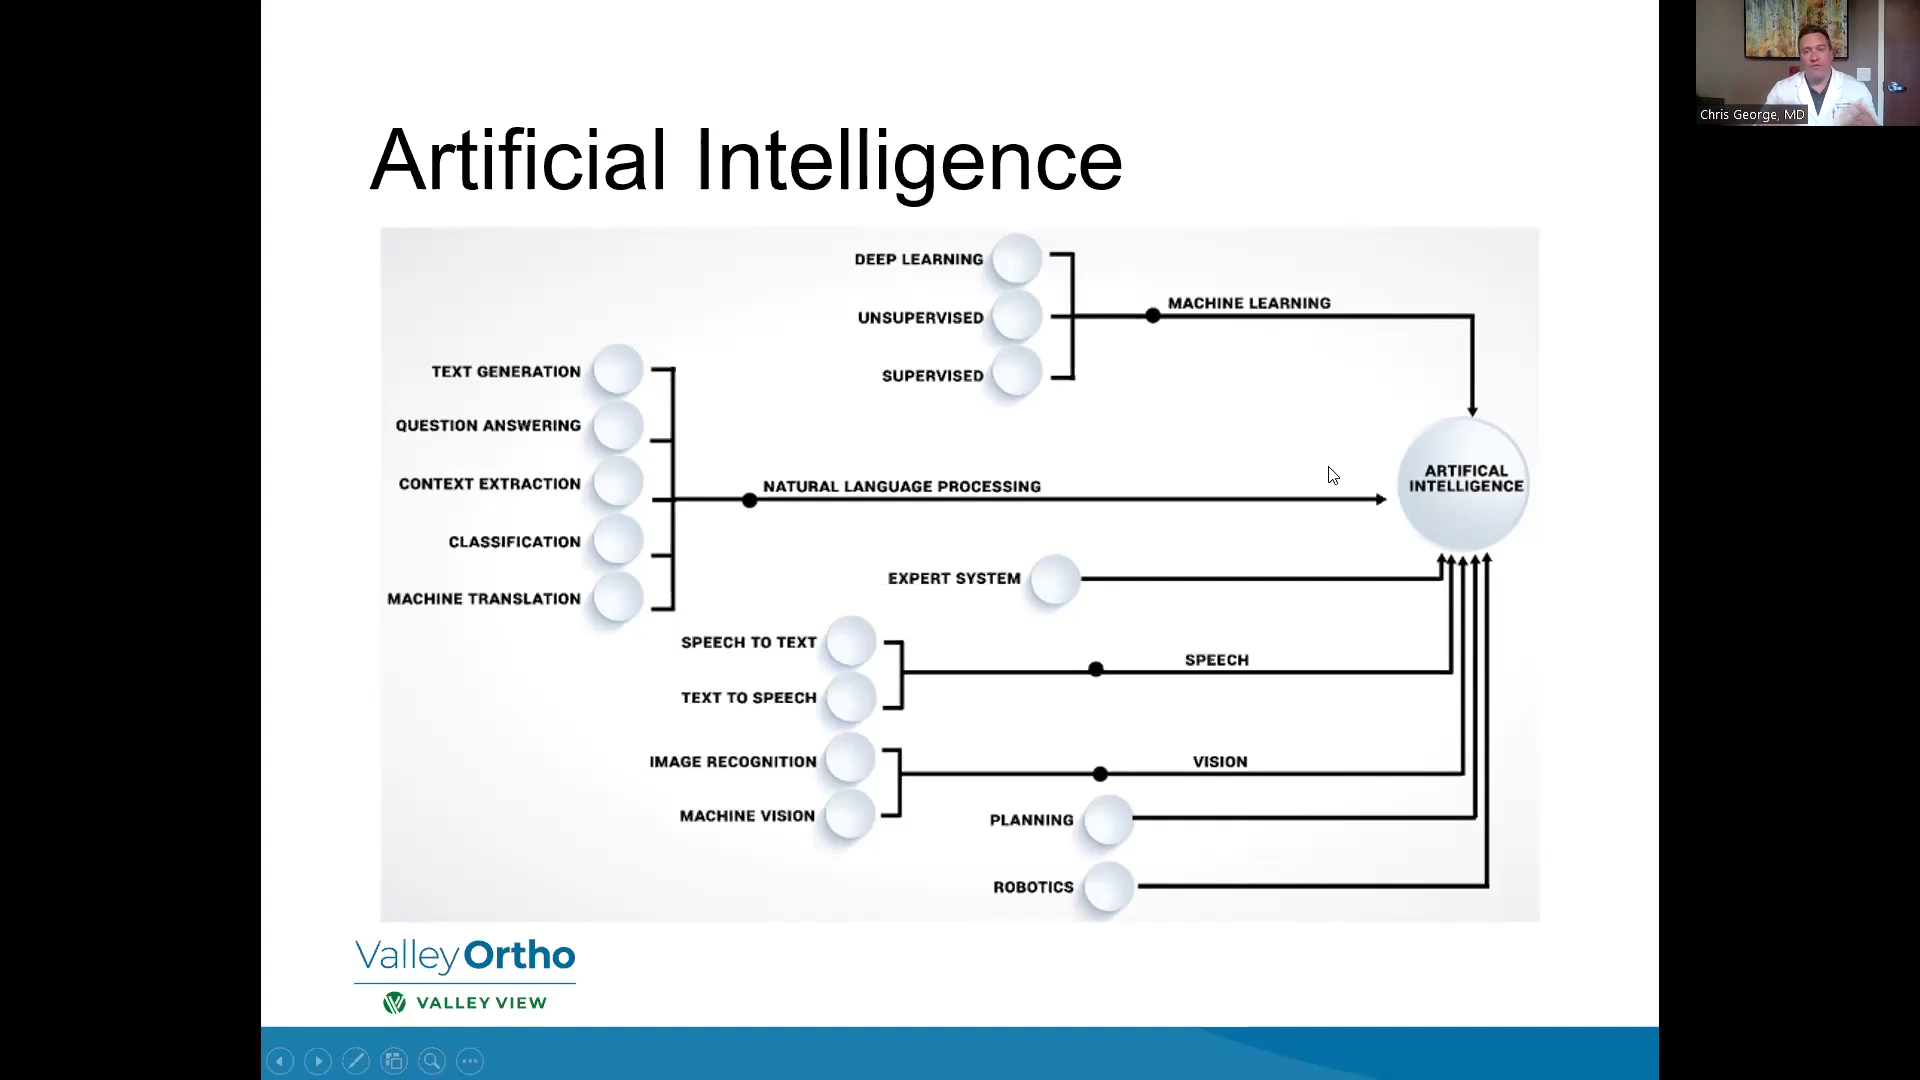 Chris George, MD
Artificial Intelligence
DEEP LEARNING
UNSUPERVISED
SUPERVISED
MACHINE LEARNING
TEXT GENERATION
QUESTION ANSWERING
CONTEXT EXTRACTION
CLASSIFICATION
MACHINE TRANSLATION
NATURAL LANGUAGE PROCESSING
ARTIFICAL
INTELLIGENCE
EXPERT SYSTEM
SPEECH TO TEXT
TEXT TO SPEECH
SPEECH
IMAGE RECOGNITION
MACHINE VISION
VISION
PLANNING
ROBOTICS
ValleyOrtho
VALLEY VIEW